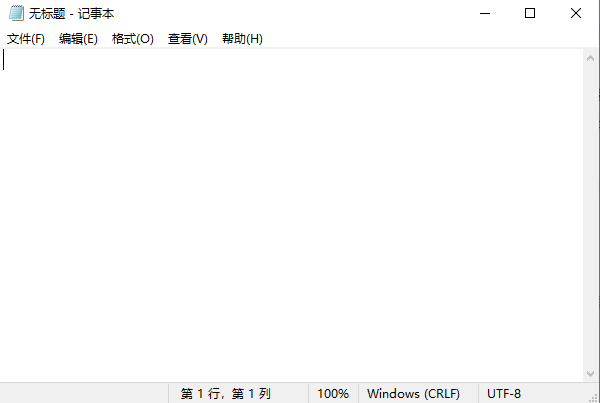 无标题 - 记事本
文件(F) 编辑(E) 格式(O) 查看(V) 帮助(H)
第 1 行，第 1 列 100% Windows (CRLF) UTF-8